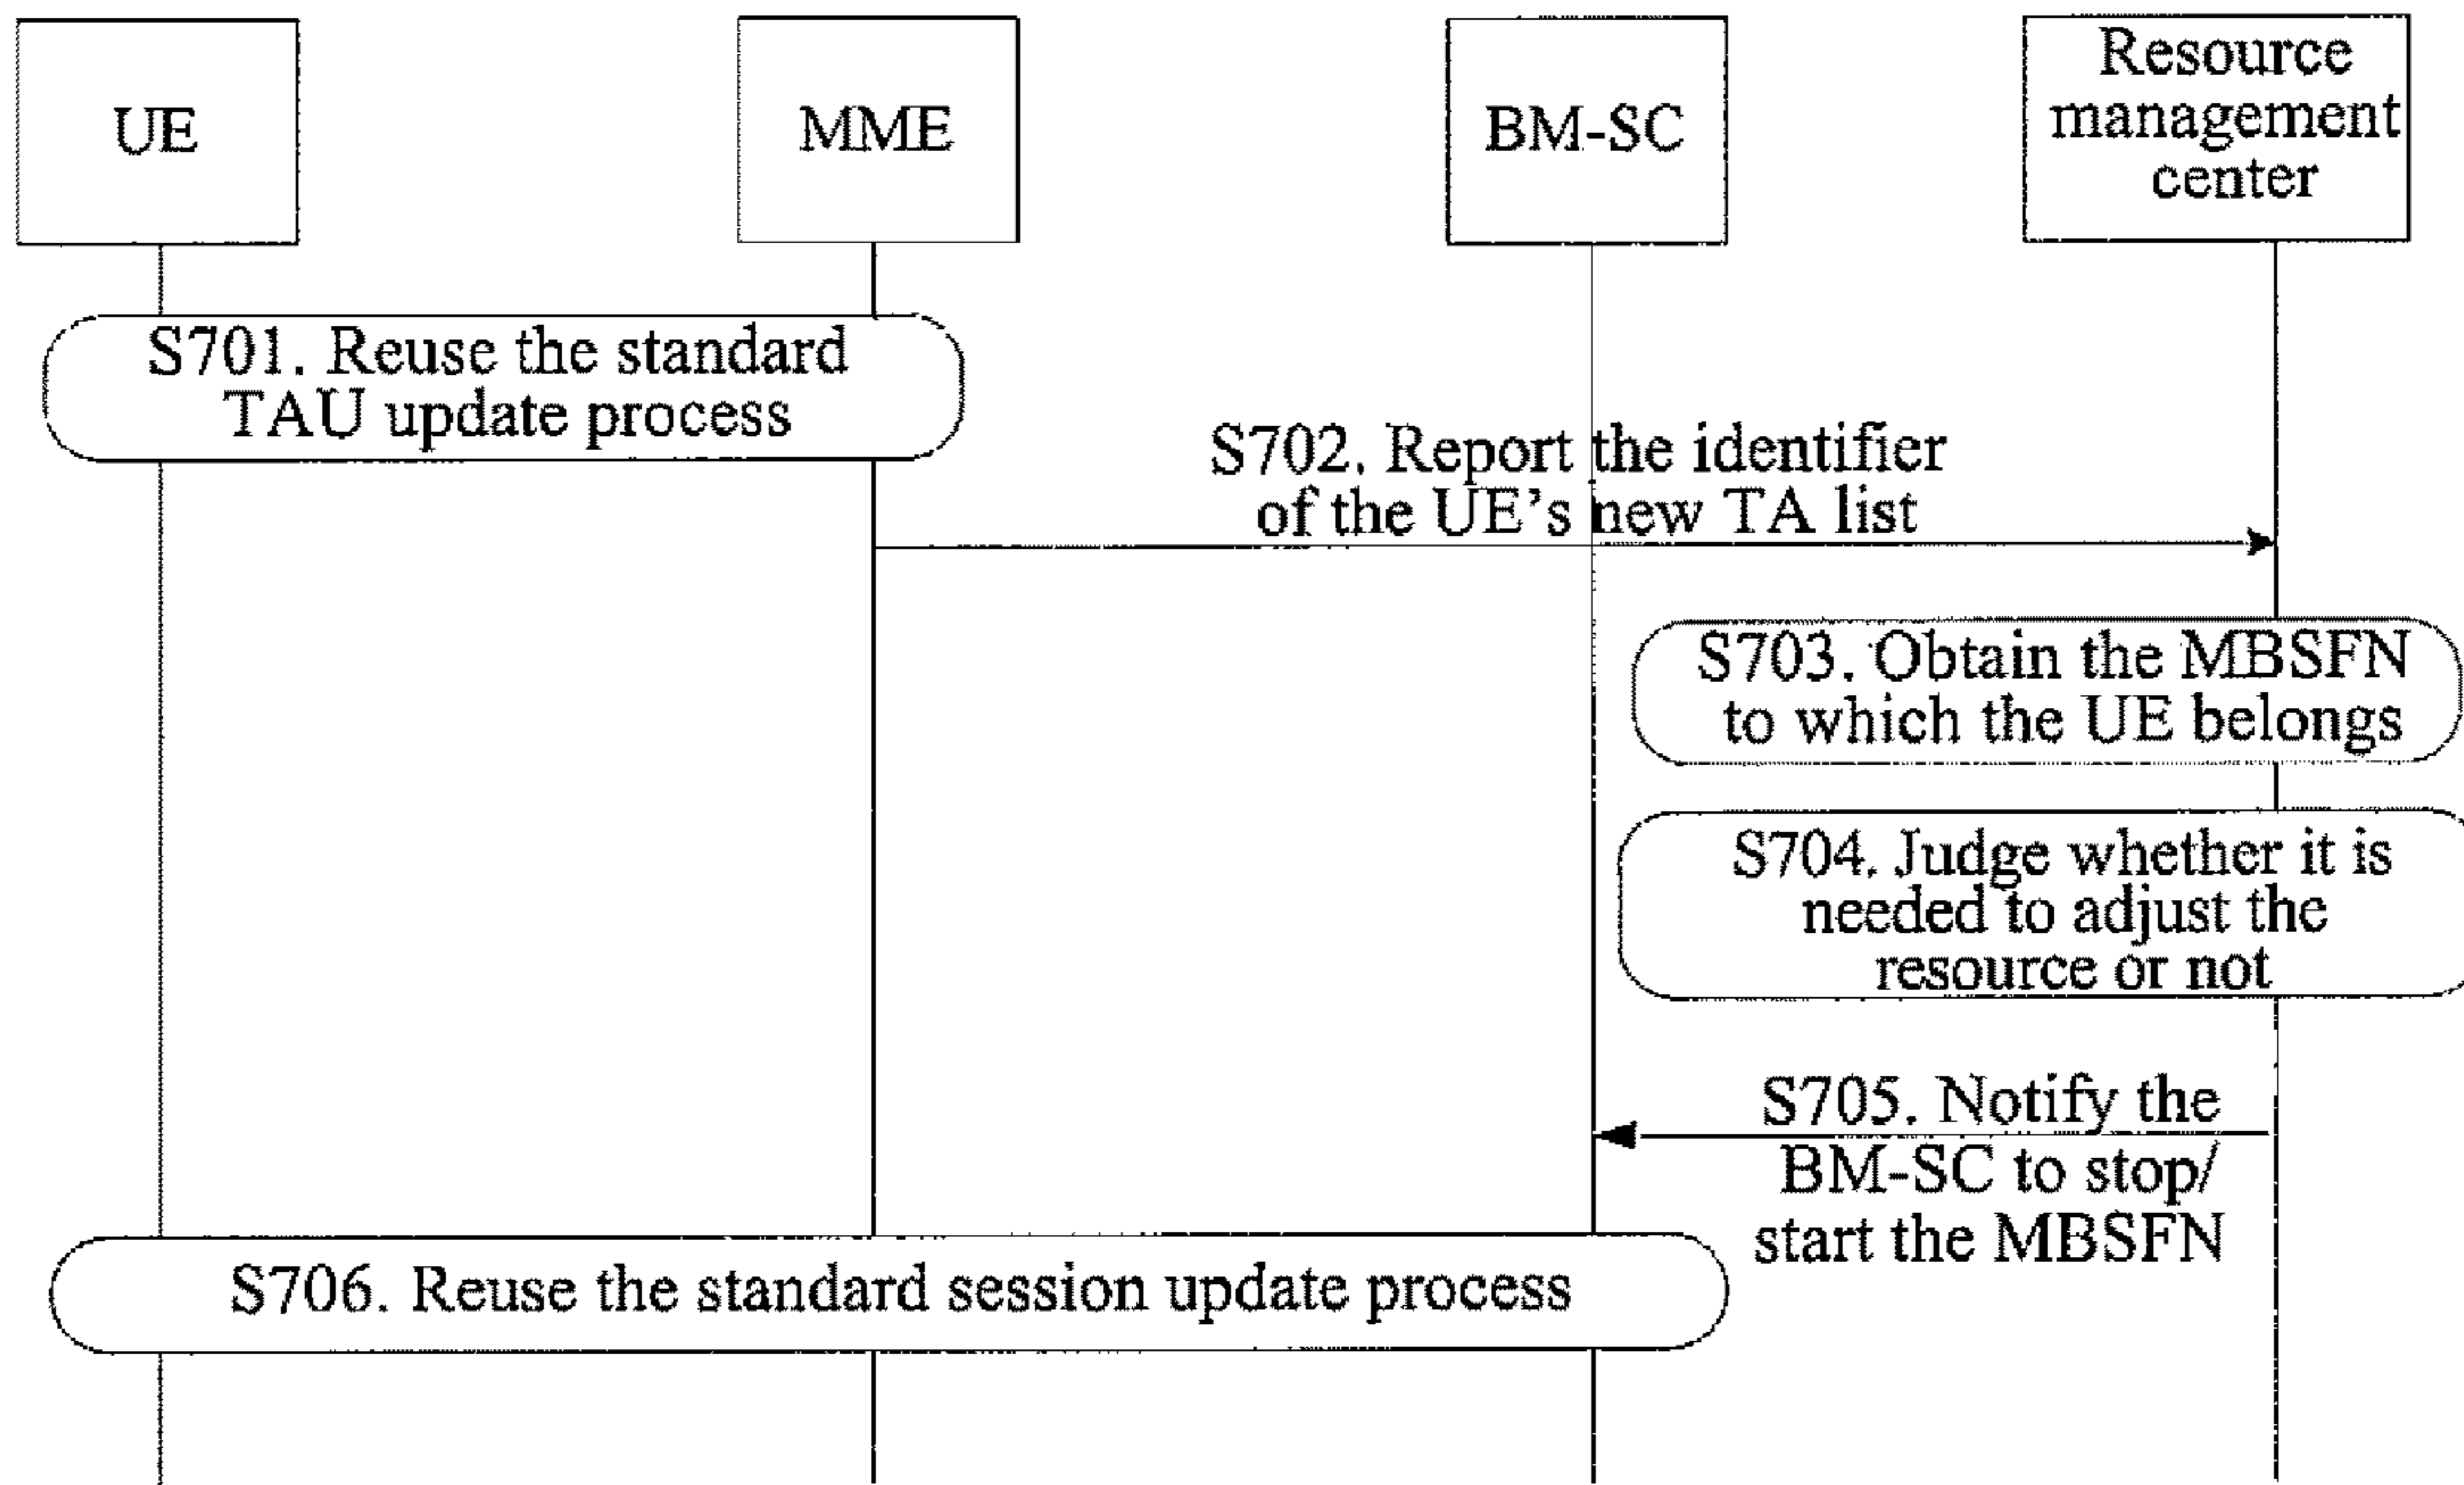 UE
MME
BM-SC
Resource
management
center
S701. Reuse the standard
TAU update process
S702. Report the identifier
of the UE's new TA list
S703. Obtain the MBSFN
to which the UE belongs
S704. Judge whether it is
needed to adjust the
resource or not
S705. Notify the
BM-SC to stop/
start the MBSFN
S706. Reuse the standard session update process